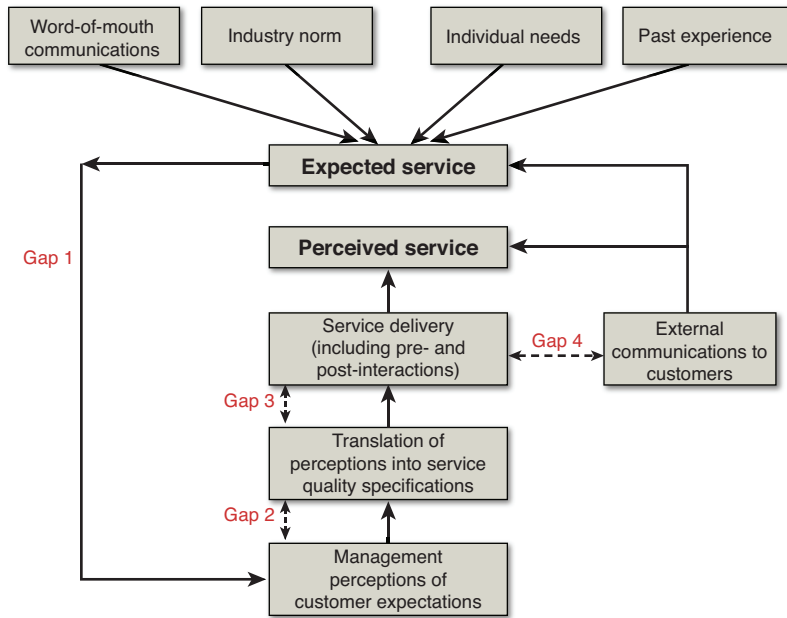 Word-of-mouth
communications
Industry norm
Individual needs
Past experience
Expected service
Gap 1
Perceived service
Service delivery
(including pre- and
post-interactions)
Gap 4
External
communications to
customers
Gap 3
Translation of
perceptions into service
quality specifications
Gap 2
Management
perceptions of
customer expectations